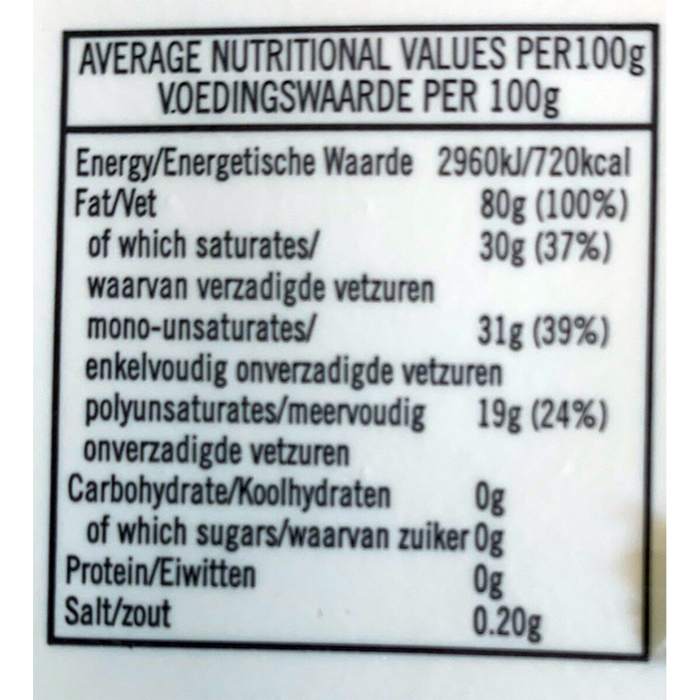 AVERAGE NUTRITIONAL VALUES PER100g
VOEDINGSWAARDE PER 100g
Energy/Energetische Waarde 2960kJ/720kcal
Fat/Vet 80g (100%)
of which saturates/ 30g (37%)
waarvan verzadigde vetzuren
mono-unsaturates/ 31g (39%)
enkelvoudig onverzadigde vetzuren
polyunsaturates/meervoudig 19g (24%)
onverzadigde vetzuren
Carbohydrate/Koolhydraten 0g
of which sugars/waarvan zuiker 0g
Protein/Eiwitten 0g
Salt/zout 0.20g